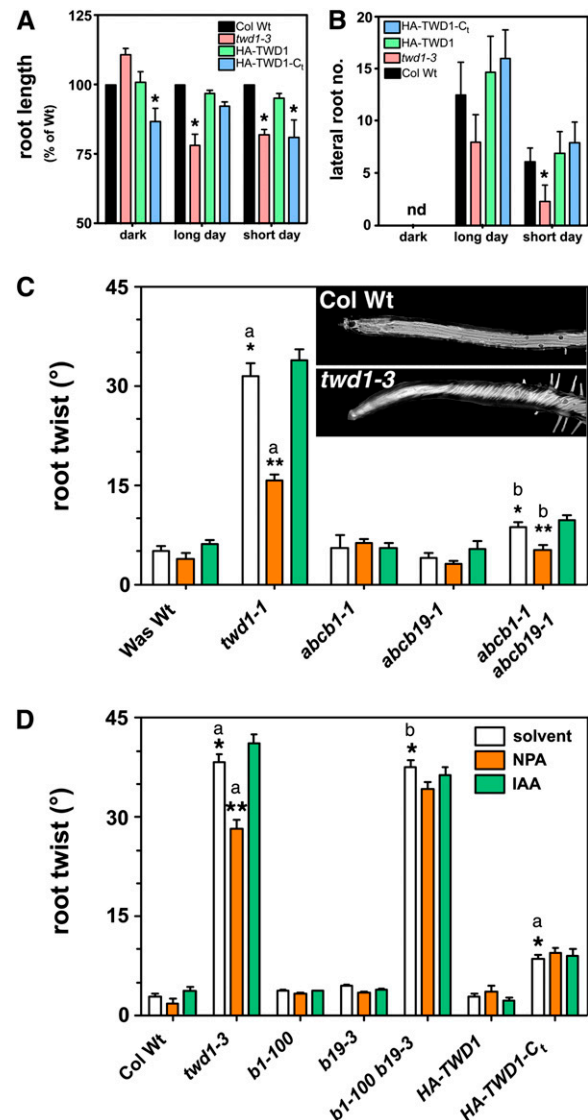 A
125
100
75
50
root length
(% of Wt)
Col Wt
twd1-3
HA-TWD1
HA-TWD1-Ct
*
*
*
*
dark
long day
short day
B
20
15
10
5
0
lateral root no.
HA-TWD1-Ct
HA-TWD1
twd1-3
Col Wt
nd
*
dark
long day
short day
C
45
30
15
0
root twist (°)
Col Wt
twd1-3
a
*
a
**
b
*
b
**
Was Wt
twd1-1
abcb1-1
abcb19-1
abcb1-1
abcb19-1
D
45
30
15
0
root twist (°)
solvent
NPA
IAA
a
*
a
**
b
*
a
*
Col Wt
twd1-3
b1-100
b19-3
b1-100 b19-3
HA-TWD1
HA-TWD1-Ct